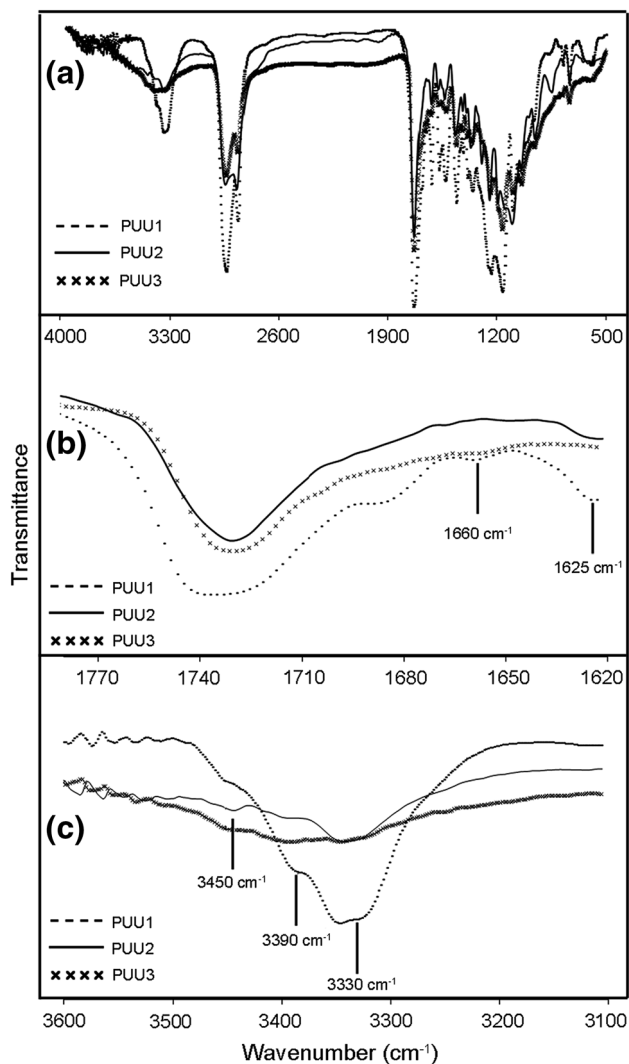 (a)
PUU1
PUU2
PUU3
4000 3300 2600 1900 1200 500
(b)
1660 cm-1
1625 cm-1
PUU1
PUU2
PUU3
1770 1740 1710 1680 1650 1620
(c)
3450 cm-1
3390 cm-1
3330 cm-1
PUU1
PUU2
PUU3
3600 3500 3400 3300 3200 3100
Wavenumber (cm-1)
Transmittance